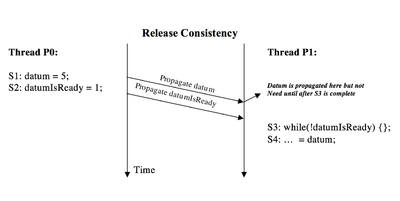 Release Consistency
Thread P0:
S1: datum = 5;
S2: datumIsReady = 1;
Propagate datum
Propagate datumIsReady
Time
Thread P1:
Datum is propagated here but not
Need until after S3 is complete
S3: while(!datumIsReady) {};
S4: … = datum;